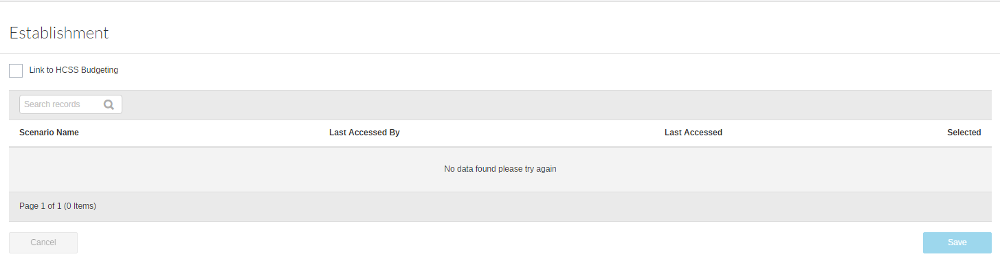 Establishment
Link to HCSS Budgeting
Search records
Scenario Name Last Accessed By Last Accessed Selected
No data found please try again
Page 1 of 1 (0 Items)
Cancel Save